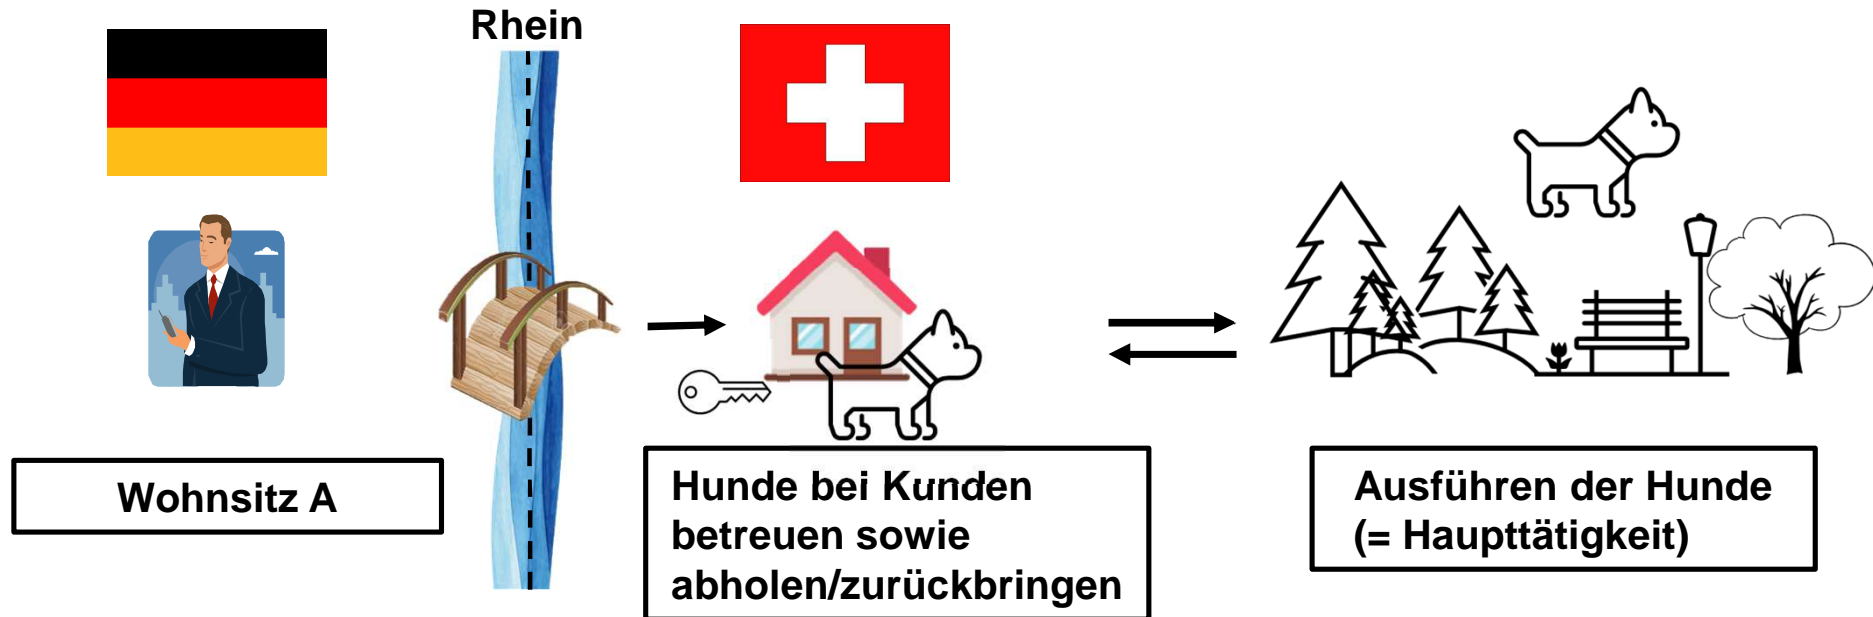 Rhein
Wohnsitz A
Hunde bei Kunden
betreuen sowie
abholen/zurückbringen
Ausführen der Hunde
(= Haupttätigkeit)